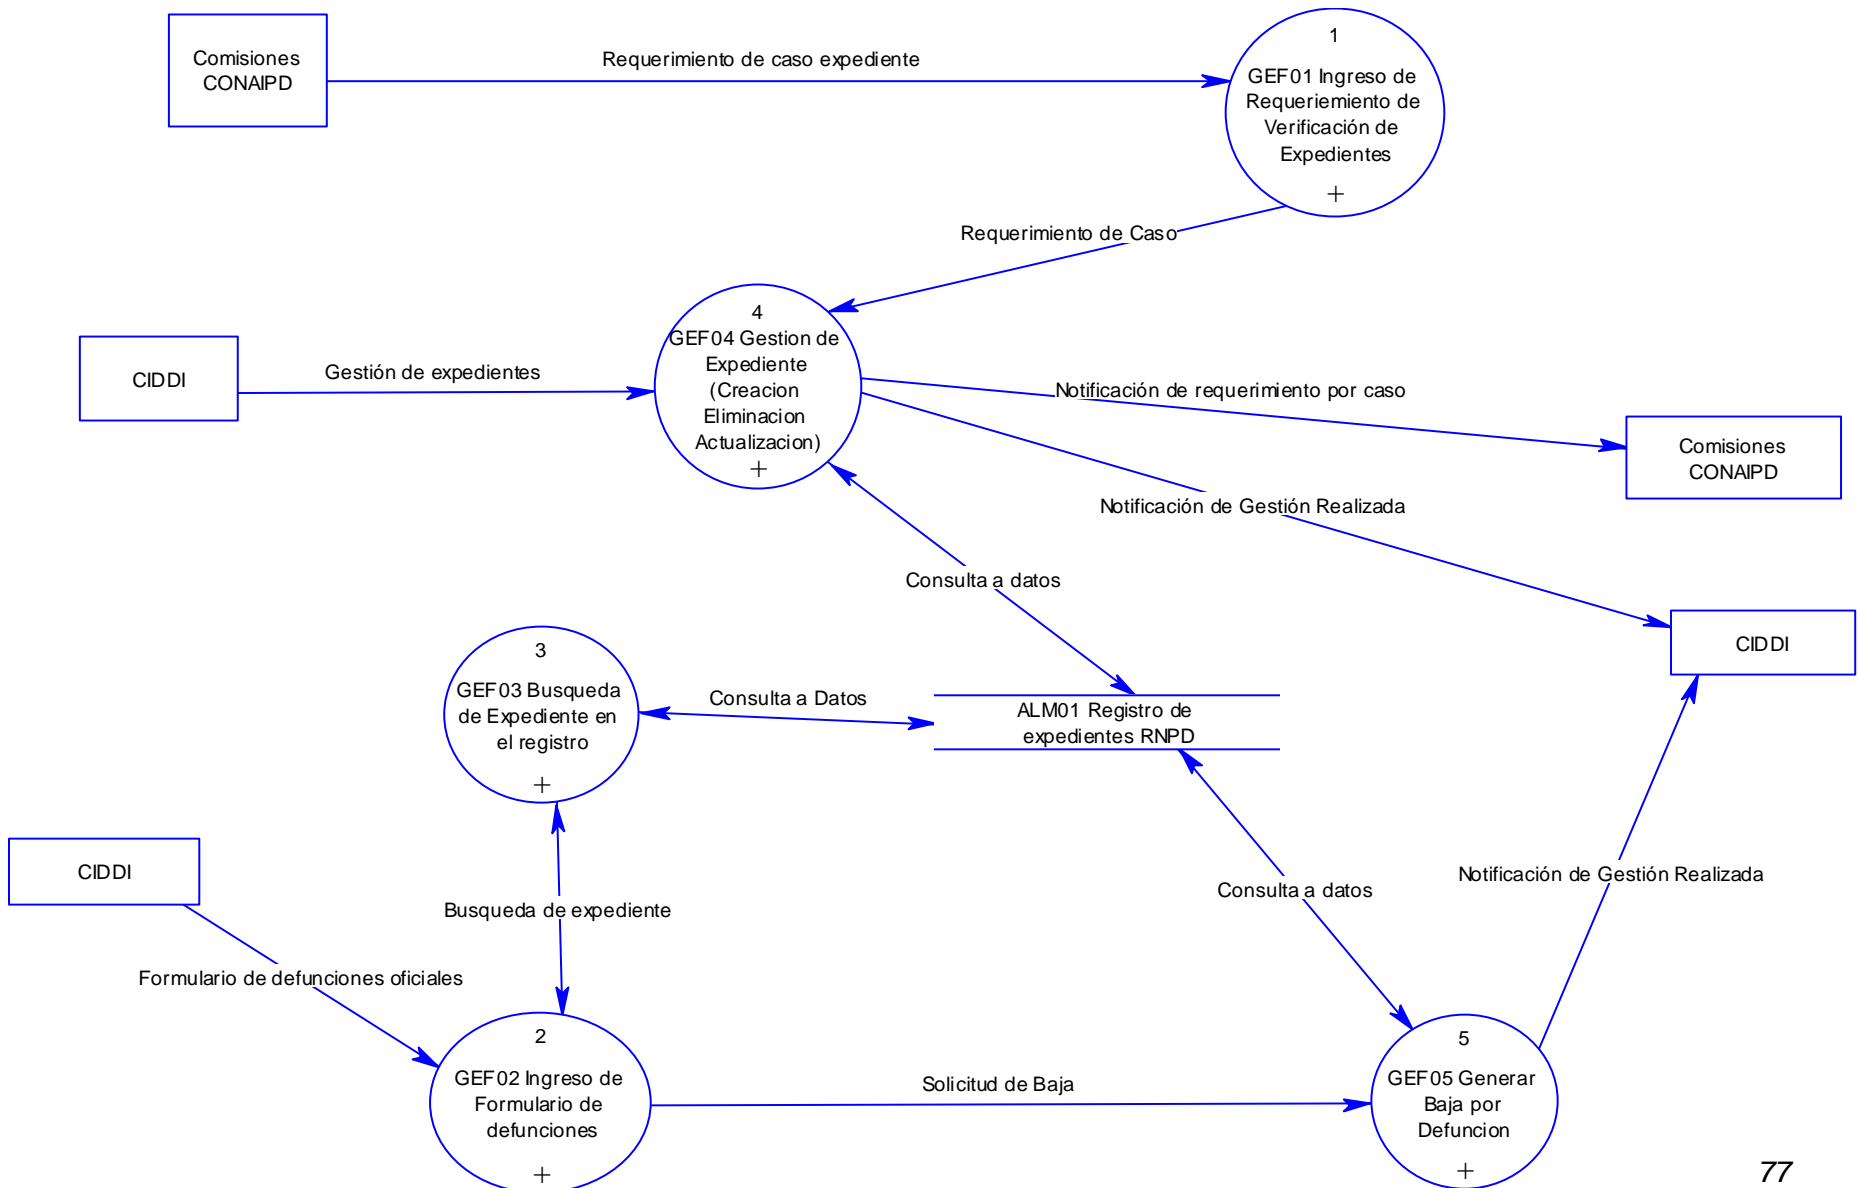 Comisiones
CONAIPD
Requerimiento de caso expediente
1
GEF01 Ingreso de
Requeriemiento de
Verificación de
Expedientes
+
Requerimiento de Caso
4
GEF04 Gestion de
Expediente
(Creacion
Eliminacion
Actualizacion)
+
CIDDI
Gestión de expedientes
Notificación de requerimiento por caso
Comisiones
CONAIPD
Notificación de Gestión Realizada
Consulta a datos
CIDDI
3
GEF03 Busqueda
de Expediente en
el registro
+
Consulta a Datos
ALM01 Registro de
expedientes RNPD
CIDDI
Busqueda de expediente
Consulta a datos
Notificación de Gestión Realizada
Formulario de defunciones oficiales
2
GEF02 Ingreso de
Formulario de
defunciones
+
Solicitud de Baja
5
GEF05 Generar
Baja por
Defuncion
+
77